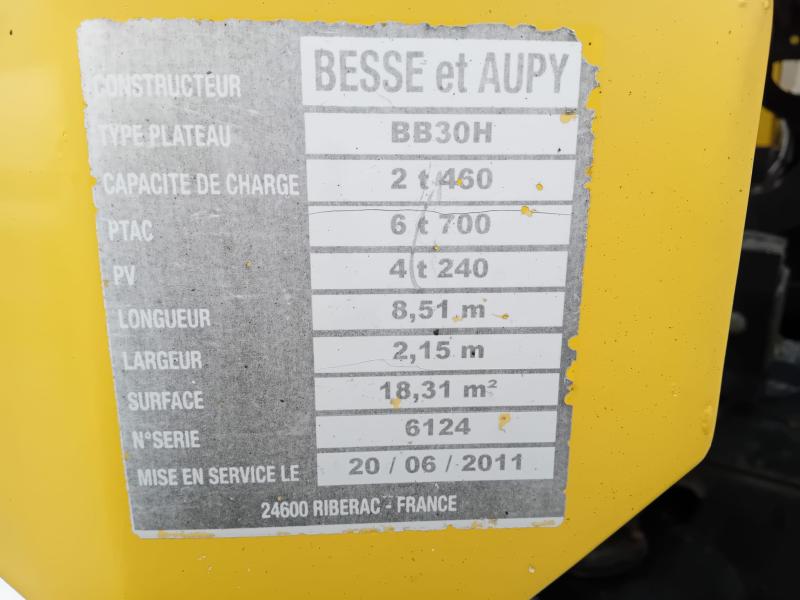 CONSTRUCTEUR BESSE et AUPY
TYPE PLATEAU BB30H
CAPACITE DE CHARGE 2 t 460
PTAC 6 t 700
PV 4 t 240
LONGUEUR 8,51 m
LARGEUR 2,15 m
SURFACE 18,31 m²
N°SERIE 6124
MISE EN SERVICE LE 20 / 06 / 2011
24600 RIBERAC - FRANCE